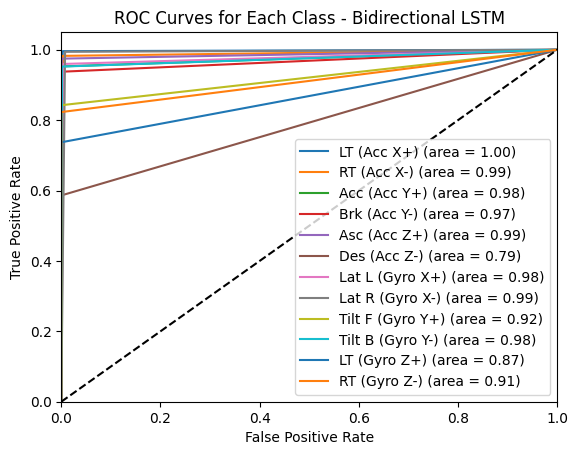 ROC Curves for Each Class - Bidirectional LSTM
True Positive Rate
1.0
0.8
0.6
0.4
0.2
0.0
LT (Acc X+) (area = 1.00)
RT (Acc X-) (area = 0.99)
Acc (Acc Y+) (area = 0.98)
Brk (Acc Y-) (area = 0.97)
Asc (Acc Z+) (area = 0.99)
Des (Acc Z-) (area = 0.79)
Lat L (Gyro X+) (area = 0.98)
Lat R (Gyro X-) (area = 0.99)
Tilt F (Gyro Y+) (area = 0.92)
Tilt B (Gyro Y-) (area = 0.98)
LT (Gyro Z+) (area = 0.87)
RT (Gyro Z-) (area = 0.91)
0.0 0.2 0.4 0.6 0.8 1.0
False Positive Rate